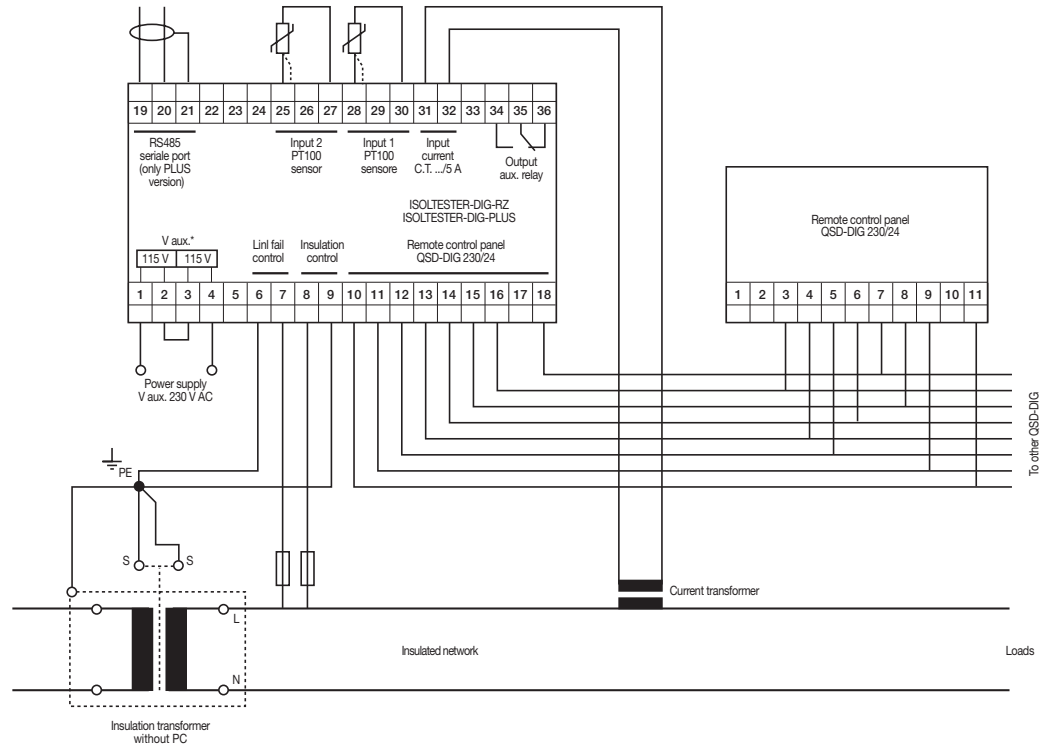 19 20 21 22 23 24 25 26 27 28 29 30 31 32 33 34 35 36
RS485
seriale port
(only PLUS
version)
Input 2
PT100
sensor
Input 1
PT100
sensore
Input
current
C.T. .../5 A
Output
aux. relay
ISOLTESTER-DIG-RZ
ISOLTESTER-DIG-PLUS
V aux.*
115 V 115 V
Linl fail
control
Insulation
control
Remote control panel
QSD-DIG 230/24
1 2 3 4 5 6 7 8 9 10 11 12 13 14 15 16 17 18
Remote control panel
QSD-DIG 230/24
1 2 3 4 5 6 7 8 9 10 11
Power supply
V aux. 230 V AC
To other QSD-DIG
PE
S S
Current transformer
L
Insulated network
Loads
N
Insulation transformer
without PC